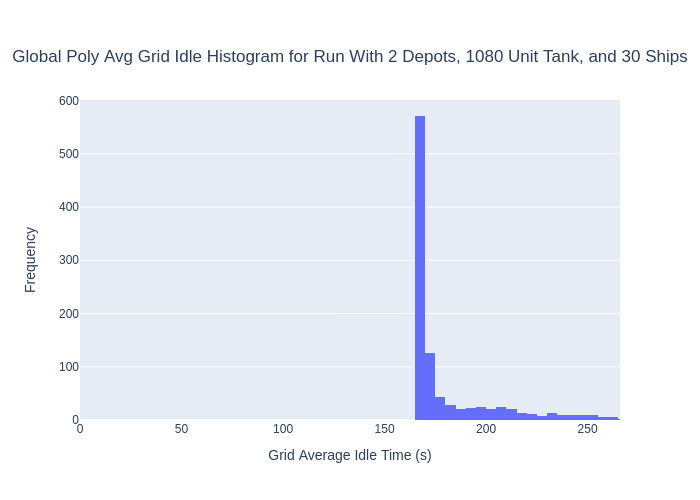 Global Poly Avg Grid Idle Histogram for Run With 2 Depots, 1080 Unit Tank, and 30 Ships
600
500
400
300
200
100
0
Frequency
0 50 100 150 200 250
Grid Average Idle Time (s)